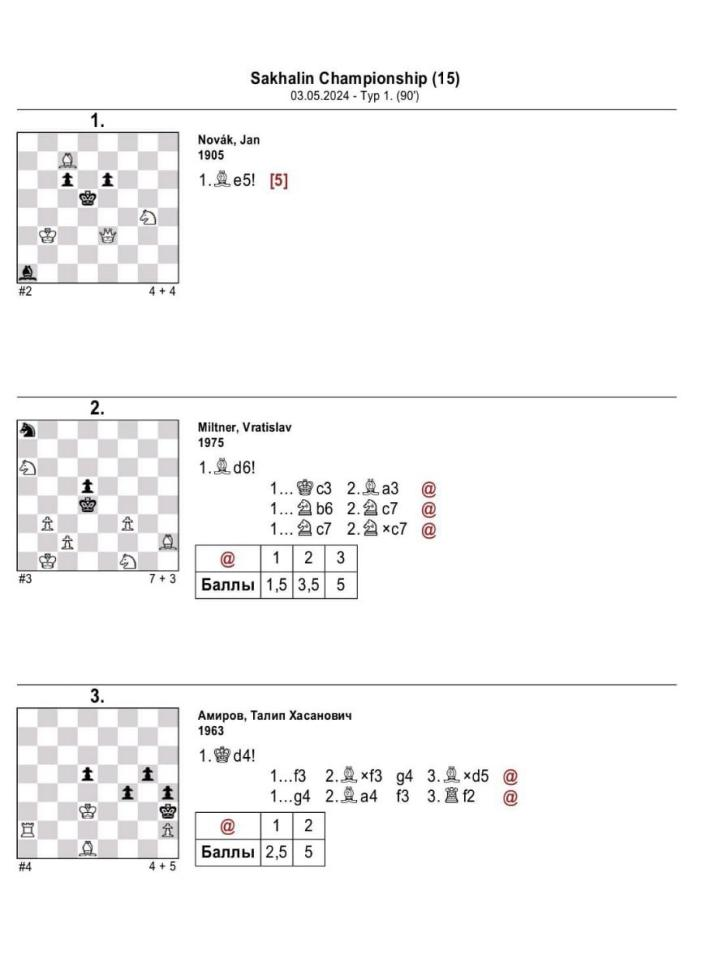 Sakhalin Championship (15)
03.05.2024 - Тур 1. (90')
1.
Novák, Jan
1905
1.♗e5! [5]
#2 4 + 4
2.
Miltner, Vratislav
1975
1.♗d6!
1...♔c3 2.♗a3 @
1...♘b6 2.♘c7 @
1...♘c7 2.♘×c7 @
@ 1 2 3
Баллы 1,5 3,5 5
#3 7 + 3
3.
Амиров, Талип Хасанович
1963
1.♔d4!
1...f3 2.♗×f3 g4 3.♗×d5 @
1...g4 2.♗a4 f3 3.♖f2 @
@ 1 2
Баллы 2,5 5
#4 4 + 5